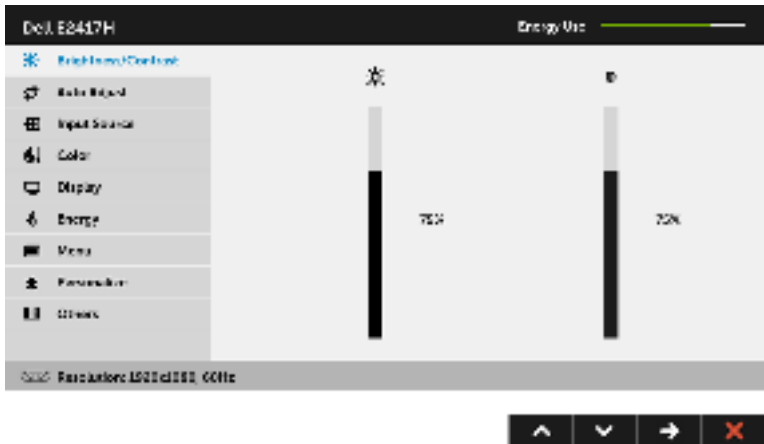 Dell E2417H
Energy Use
Brightness/Contrast
Auto Adjust
Input Source
Color
Display
Energy
Menu
Personalize
Others
75%
75%
Resolution: 1920x1080, 60Hz